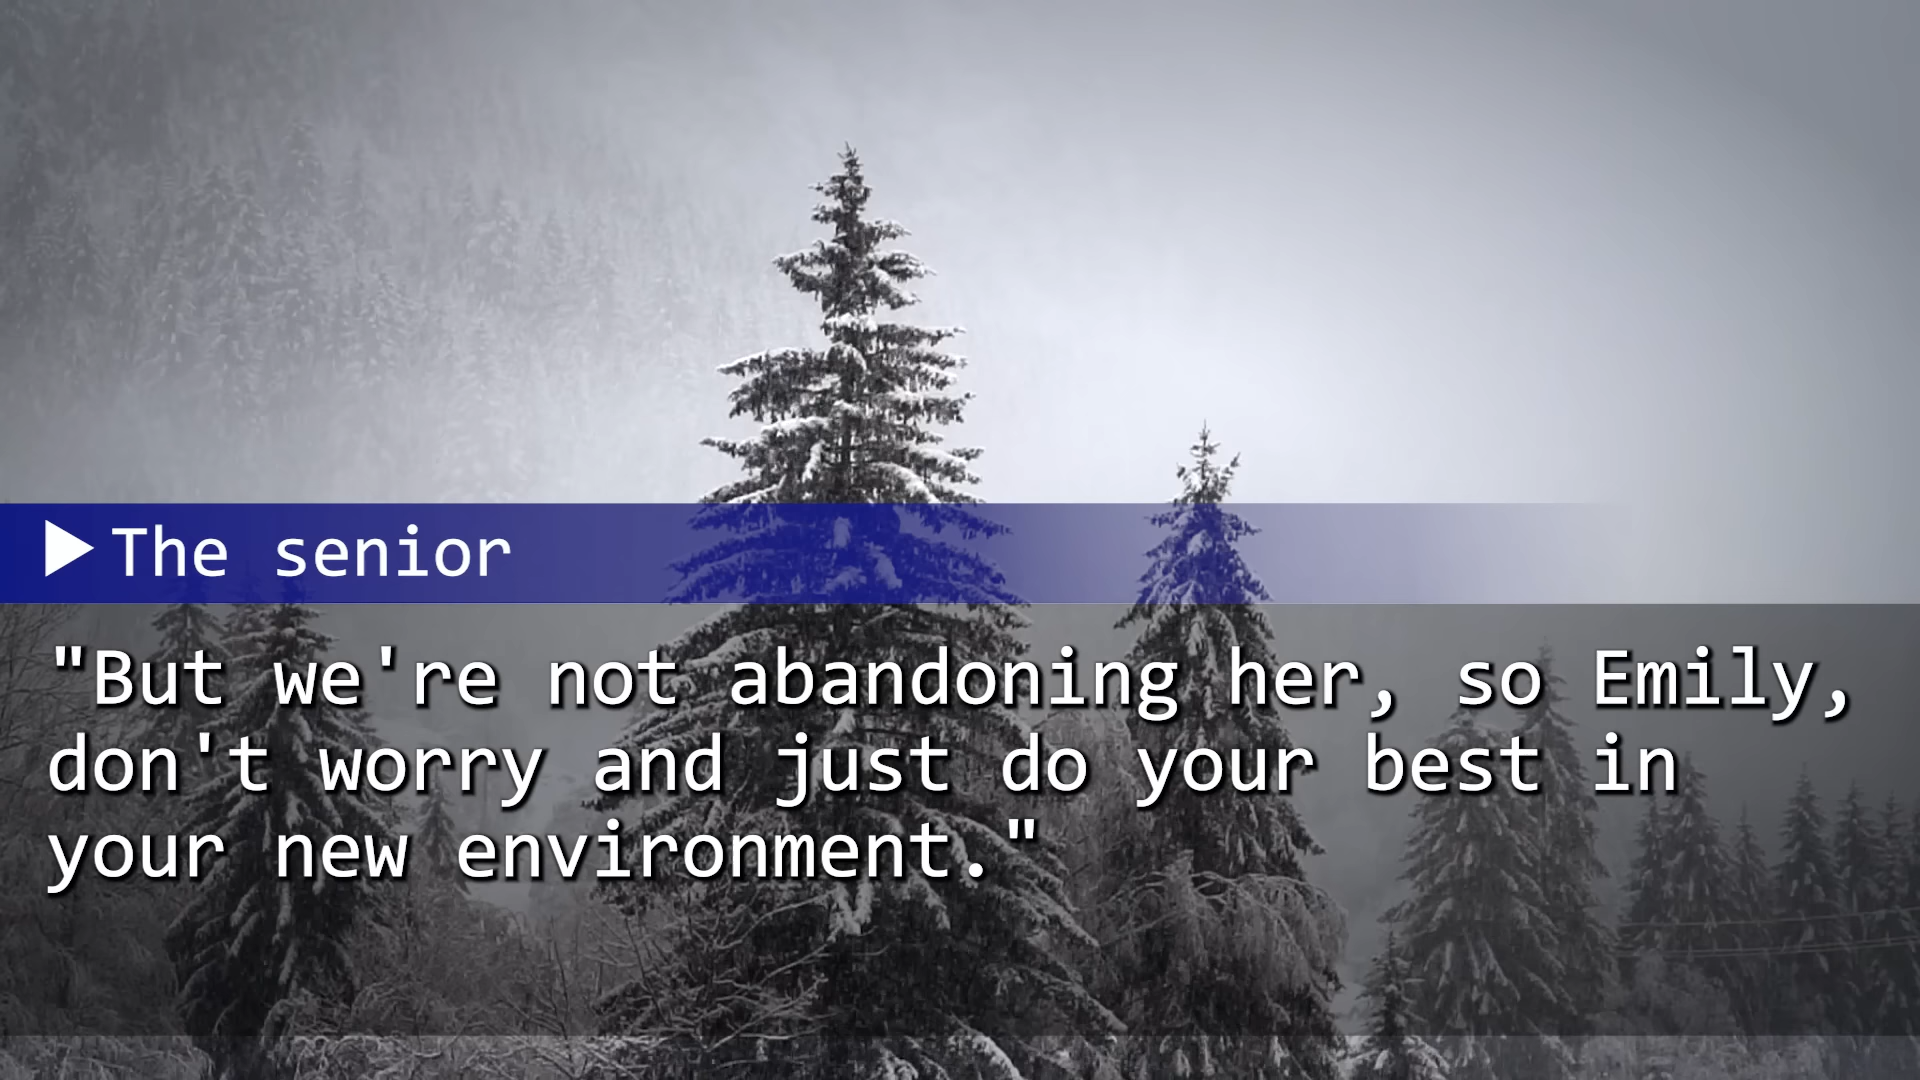 The senior
"But we're not abandoning her, so Emily,
don't worry and just do your best in
your new environment."